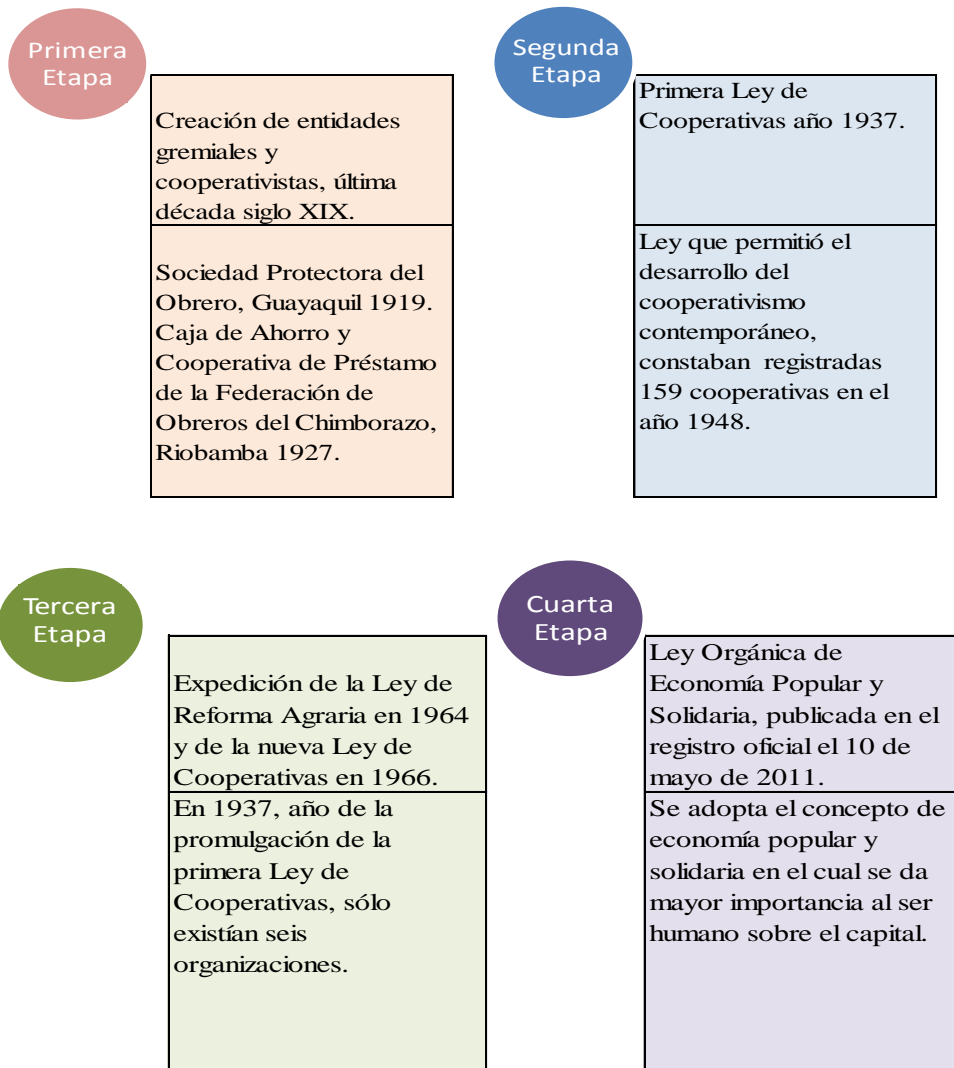 Primera
Etapa
Creación de entidades
gremiales y
cooperativistas, última
década siglo XIX.
Sociedad Protectora del
Obrero, Guayaquil 1919.
Caja de Ahorro y
Cooperativa de Préstamo
de la Federación de
Obreros del Chimborazo,
Riobamba 1927.
Segunda
Etapa
Primera Ley de
Cooperativas año 1937.
Ley que permitió el
desarrollo del
cooperativismo
contemporáneo,
constaban registradas
159 cooperativas en el
año 1948.
Tercera
Etapa
Expedición de la Ley de
Reforma Agraria en 1964
y de la nueva Ley de
Cooperativas en 1966.
En 1937, año de la
promulgación de la
primera Ley de
Cooperativas, sólo
existían seis
organizaciones.
Cuarta
Etapa
Ley Orgánica de
Economía Popular y
Solidaria, publicada en el
registro oficial el 10 de
mayo de 2011.
Se adopta el concepto de
economía popular y
solidaria en el cual se da
mayor importancia al ser
humano sobre el capital.